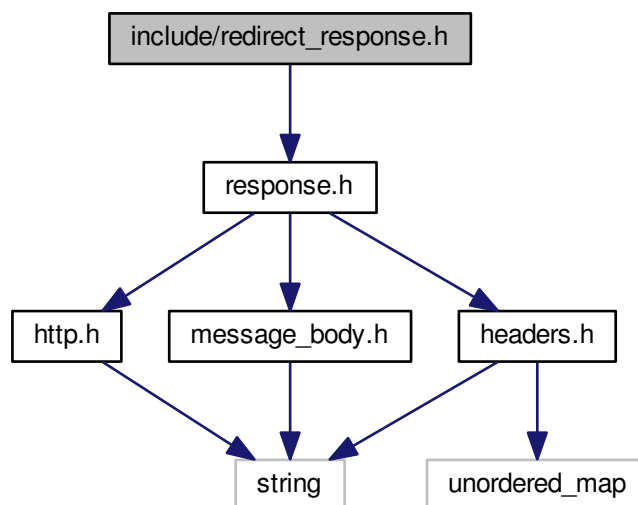 include/redirect_response.h
response.h
http.h
message_body.h
headers.h
string
unordered_map